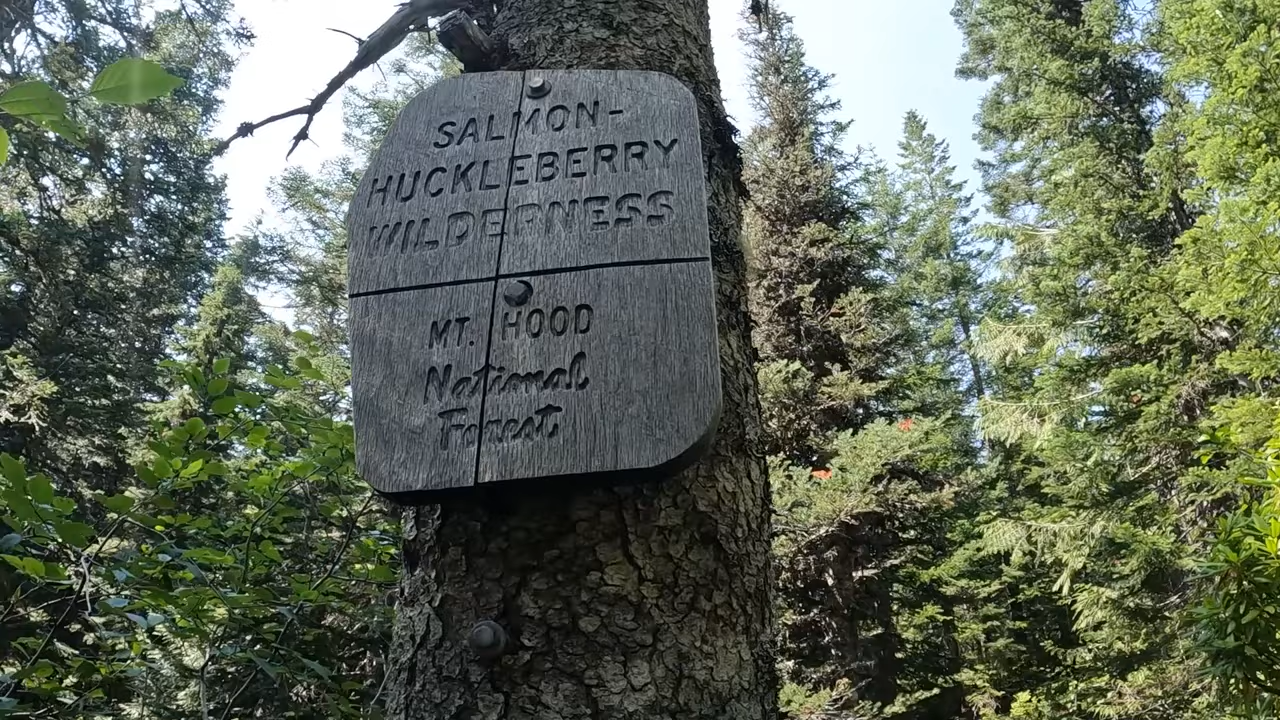 SALMON-
HUCKLEBERRY
WILDERNESS
MT. HOOD
National
Forest